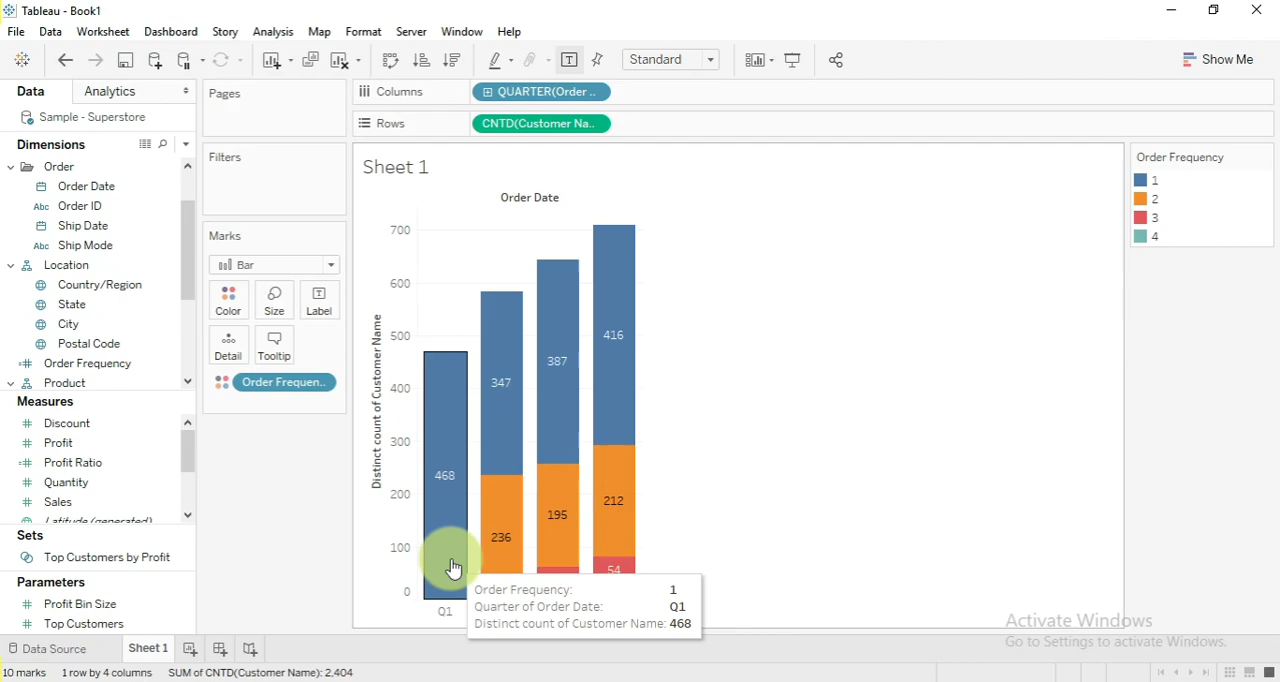 Tableau - Book1
File Data Worksheet Dashboard Story Analysis Map Format Server Window Help
Standard
Show Me
Data Analytics
Sample - Superstore
Dimensions
Order
Order Date
Abc Order ID
Ship Date
Abc Ship Mode
Location
Country/Region
State
City
Postal Code
Order Frequency
Product
Measures
Discount
Profit
Profit Ratio
Quantity
Sales
Latitude (generated)
Sets
Top Customers by Profit
Parameters
Profit Bin Size
Top Customers
Pages
Filters
Marks
Bar
Color Size Label
Detail Tooltip
Order Frequen..
Columns QUARTER(Order ..
Rows CNTD(Customer Na..
Sheet 1
Order Date
Distinct count of Customer Name
700
600
500
400
300
200
100
0
468
347
236
387
195
416
212
54
Q1
Order Frequency: 1
Quarter of Order Date: Q1
Distinct count of Customer Name: 468
Order Frequency
1
2
3
4
Activate Windows
Go to Settings to activate Windows.
Data Source Sheet 1
10 marks 1 row by 4 columns SUM of CNTD(Customer Name): 2,404